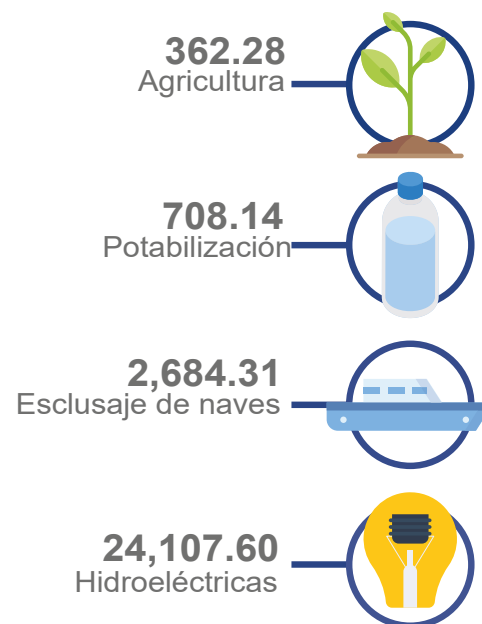 362.28
Agricultura
708.14
Potabilización
2,684.31
Esclusaje de naves
24,107.60
Hidroeléctricas